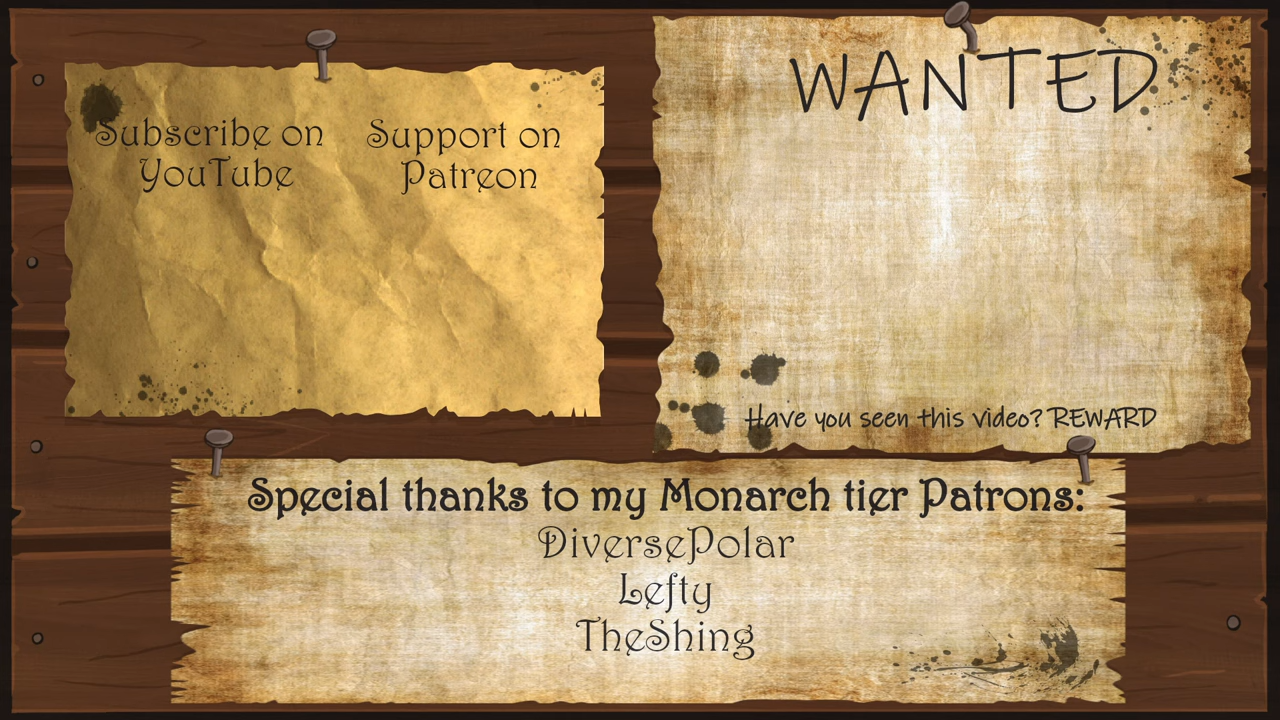 Subscribe on
YouTube
Support on
Patreon
WANTED
Have you seen this video? REWARD
Special thanks to my Monarch tier Patrons:
DiversePolar
Lefty
TheShing